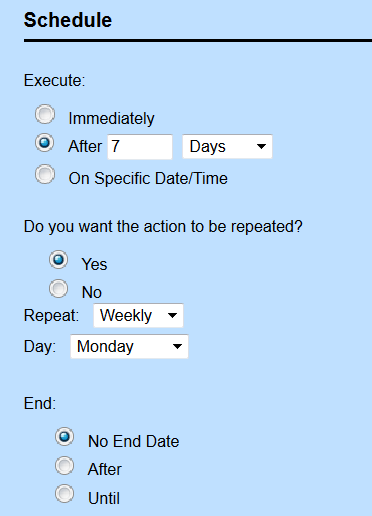 Schedule
Execute:
Immediately
After 7 Days
On Specific Date/Time
Do you want the action to be repeated?
Yes
No
Repeat: Weekly
Day: Monday
End:
No End Date
After
Until